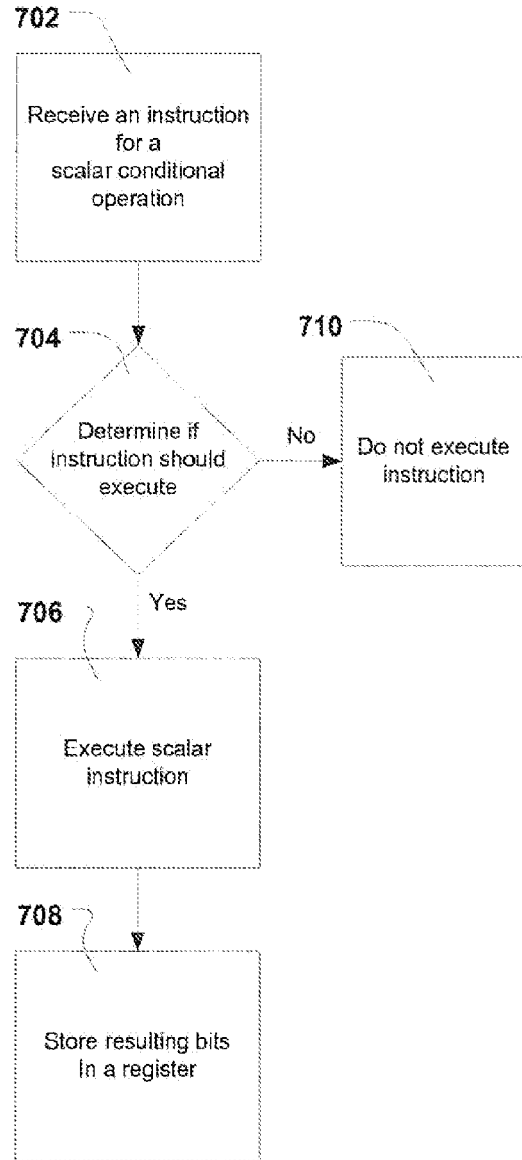 702
Receive an instruction
for a
scalar conditional
operation
704
710
Determine if
instruction should
execute
No
Do not execute
instruction
Yes
706
Execute scalar
instruction
708
Store resulting bits
In a register